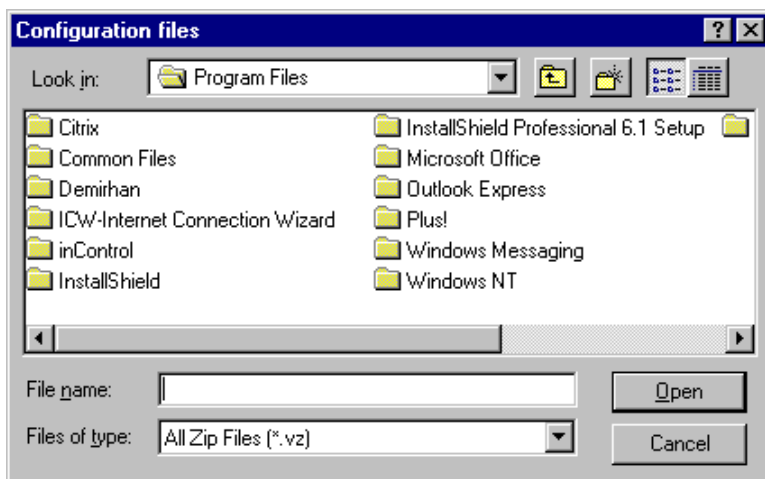 Configuration files
Look in: Program Files
Citrix
Common Files
Demirhan
ICW-Internet Connection Wizard
inControl
InstallShield
InstallShield Professional 6.1 Setup
Microsoft Office
Outlook Express
Plus!
Windows Messaging
Windows NT
File name:
Open
Files of type: All Zip Files (*.vz)
Cancel